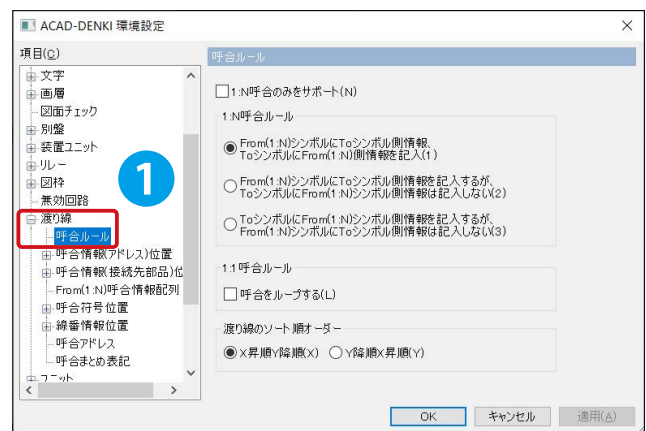 ACAD-DENKI 環境設定
項目(C)
文字
画層
図面チェック
別盤
装置ユニット
リレー
図枠
無効回路
渡り線
呼合ルール
呼合情報(アドレス)位置
呼合情報(接続先部品)位
From(1:N)呼合情報配列
呼合符号位置
線番情報位置
呼合アドレス
呼合まとめ表記
ユニット
1
呼合ルール
1:N呼合のみをサポート(N)
1:N呼合ルール
From(1:N)シンボルにToシンボル側情報、
ToシンボルにFrom(1:N)側情報を記入(1)
From(1:N)シンボルにToシンボル側情報を記入するが、
ToシンボルにFrom(1:N)シンボル側情報は記入しない(2)
ToシンボルにFrom(1:N)シンボル側情報を記入するが、
From(1:N)シンボルにToシンボル側情報は記入しない(3)
1:1呼合ルール
呼合をループする(L)
渡り線のソート順オーダー
X昇順Y降順(X)
Y降順X昇順(Y)
OK
キャンセル
適用(A)